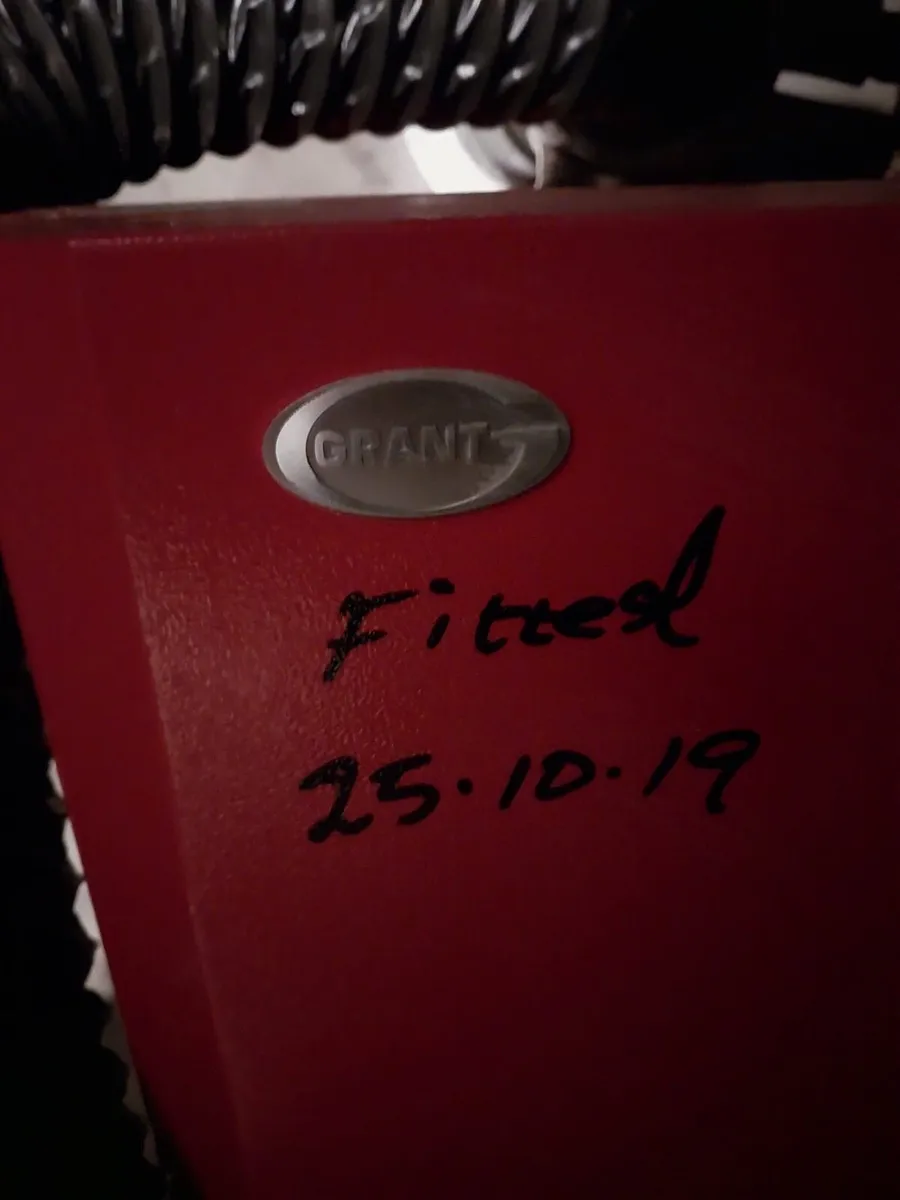 GRANT
Fitted
25.10.19